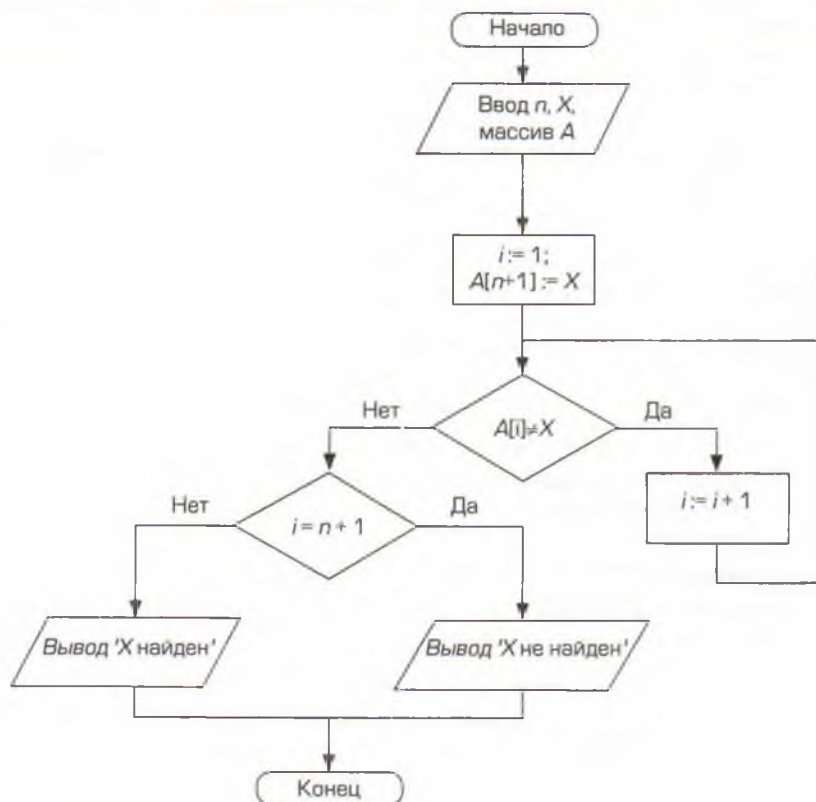 Начало
Ввод n, X,
массив A
i := 1;
A[n+1] := X
A[i]≠X
Нет
Да
i := i + 1
i = n + 1
Нет
Да
Вывод 'X найден'
Вывод 'X не найден'
Конец